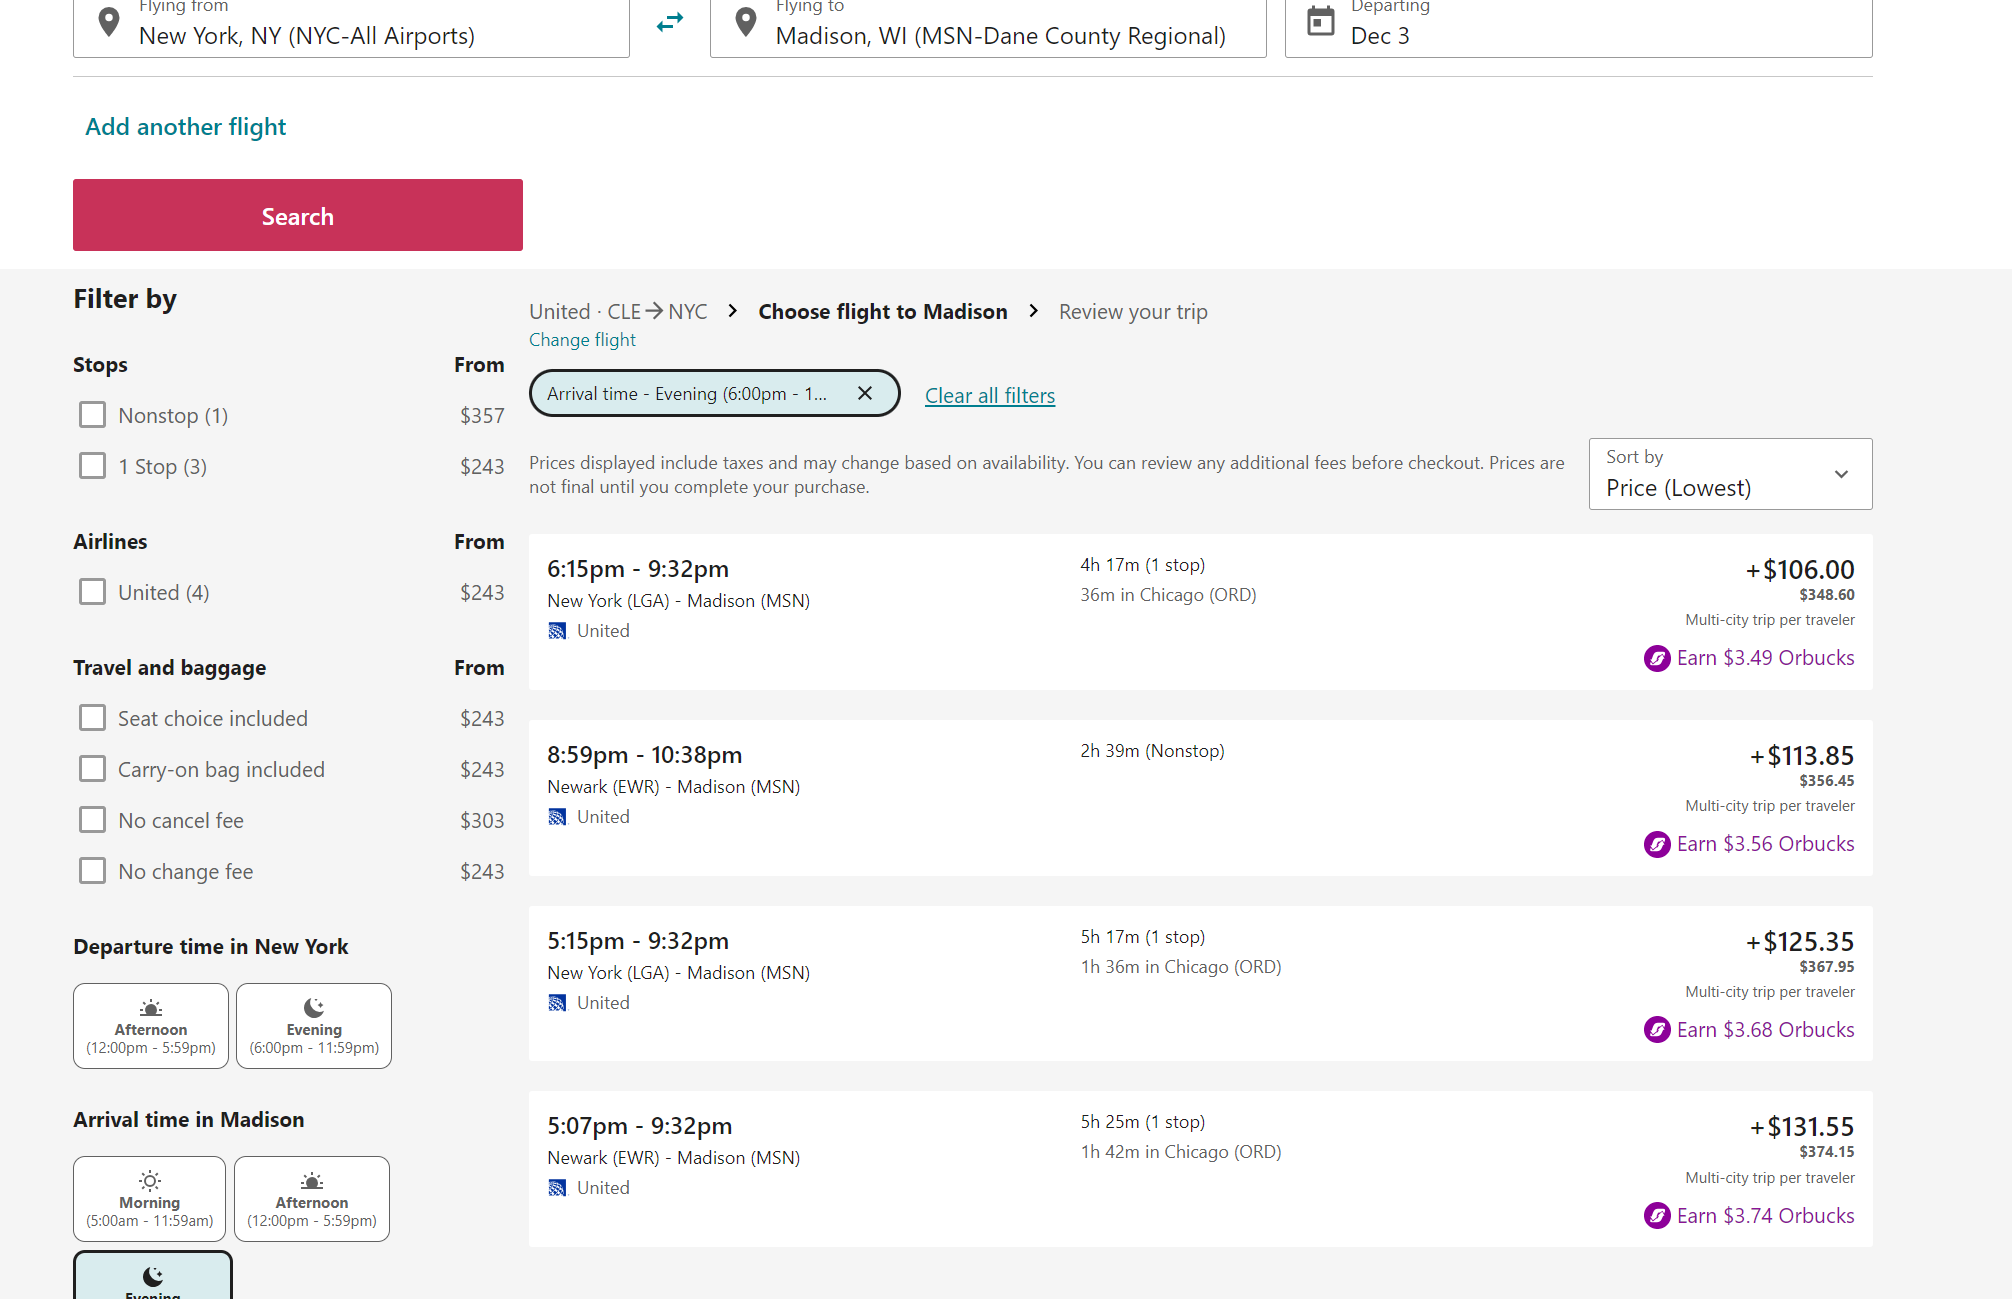 Flying from
New York, NY (NYC-All Airports)
Flying to
Madison, WI (MSN-Dane County Regional)
Departing
Dec 3
Add another flight
Search
Filter by
Stops From
Nonstop (1) $357
1 Stop (3) $243
Airlines From
United (4) $243
Travel and baggage From
Seat choice included $243
Carry-on bag included $243
No cancel fee $303
No change fee $243
Departure time in New York
Afternoon
(12:00pm - 5:59pm)
Evening
(6:00pm - 11:59pm)
Arrival time in Madison
Morning
(5:00am - 11:59am)
Afternoon
(12:00pm - 5:59pm)
Evening
United · CLE → NYC
Choose flight to Madison
Review your trip
Change flight
Arrival time - Evening (6:00pm - 1...
Clear all filters
Prices displayed include taxes and may change based on availability. You can review any additional fees before checkout. Prices are
not final until you complete your purchase.
Sort by
Price (Lowest)
6:15pm - 9:32pm
New York (LGA) - Madison (MSN)
United
4h 17m (1 stop)
36m in Chicago (ORD)
+$106.00
$348.60
Multi-city trip per traveler
Earn $3.49 Orbucks
8:59pm - 10:38pm
Newark (EWR) - Madison (MSN)
United
2h 39m (Nonstop)
+$113.85
$356.45
Multi-city trip per traveler
Earn $3.56 Orbucks
5:15pm - 9:32pm
New York (LGA) - Madison (MSN)
United
5h 17m (1 stop)
1h 36m in Chicago (ORD)
+$125.35
$367.95
Multi-city trip per traveler
Earn $3.68 Orbucks
5:07pm - 9:32pm
Newark (EWR) - Madison (MSN)
United
5h 25m (1 stop)
1h 42m in Chicago (ORD)
+$131.55
$374.15
Multi-city trip per traveler
Earn $3.74 Orbucks